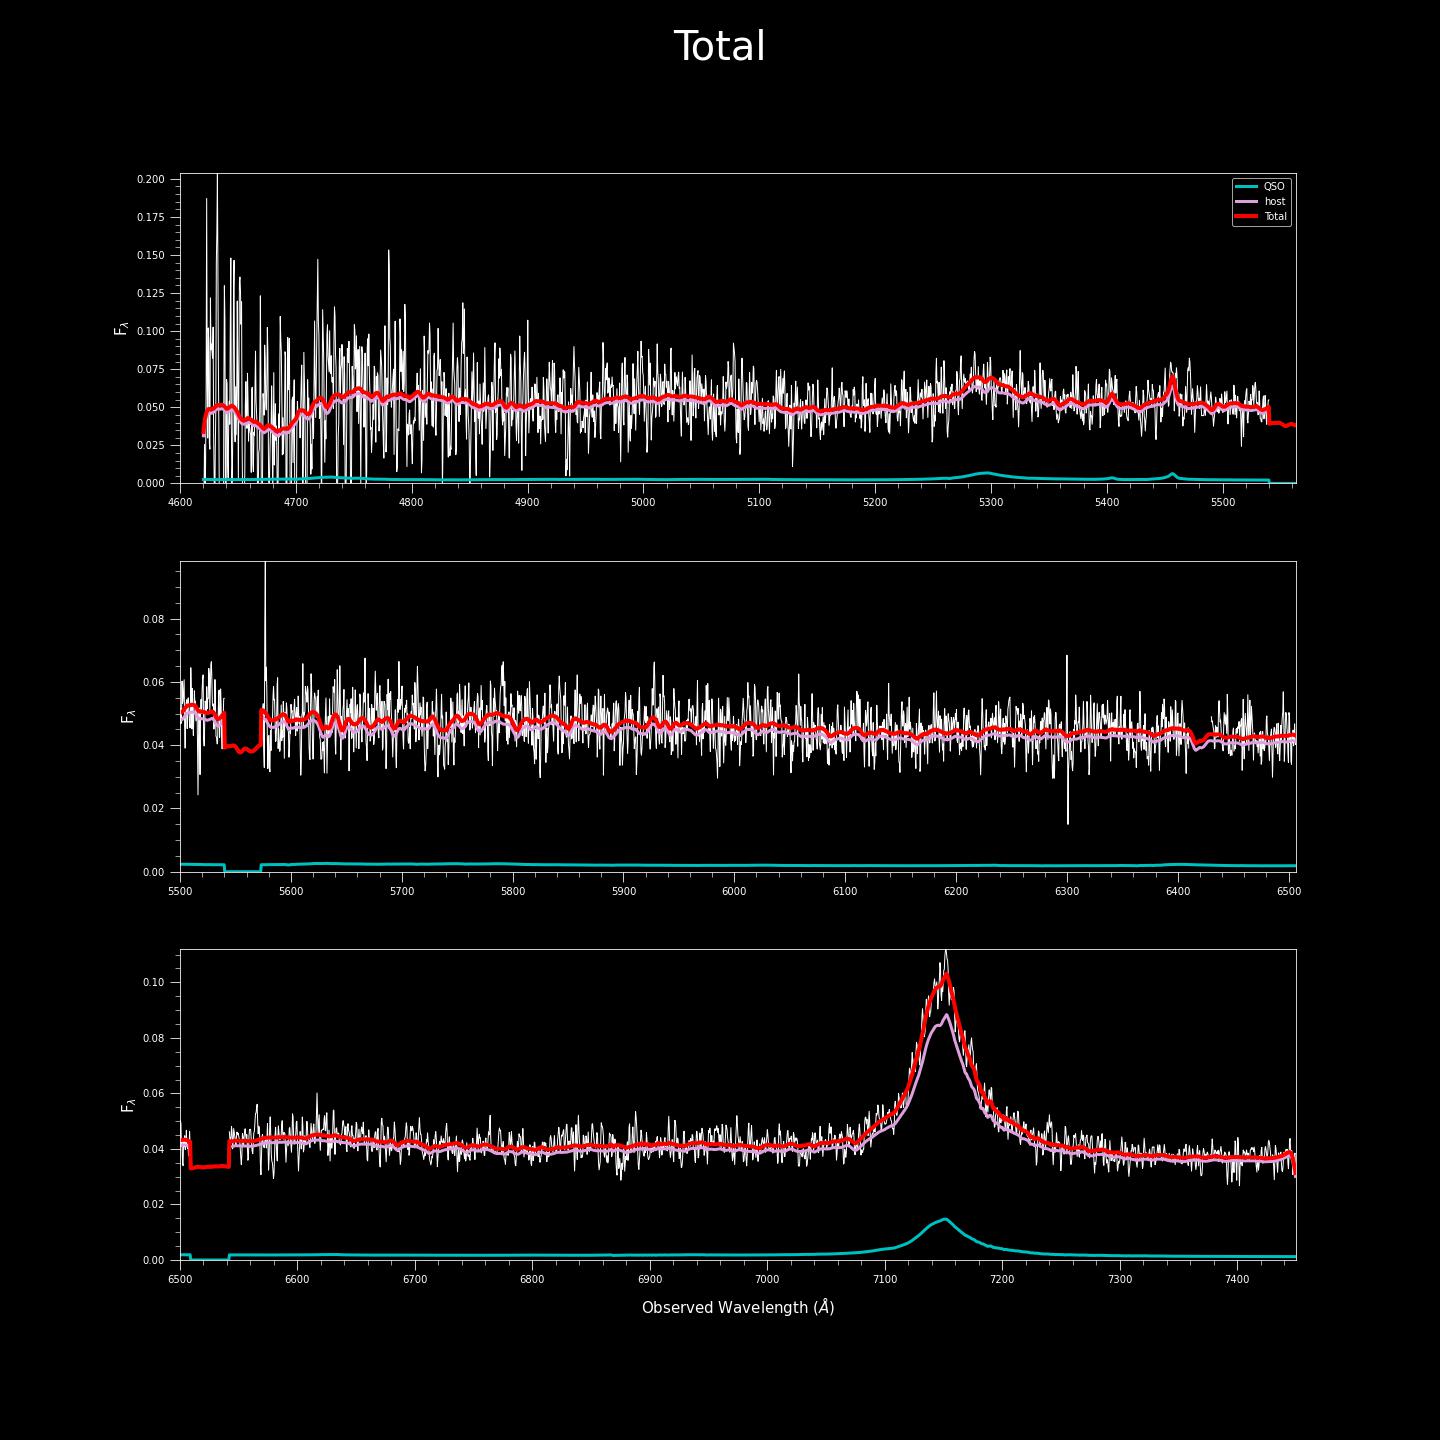 Total
0.200
0.175
0.150
0.125
0.100
0.075
0.050
0.025
0.000
Fλ
QSO
host
Total
4600 4700 4800 4900 5000 5100 5200 5300 5400 5500
0.08
0.06
0.04
0.02
0.00
Fλ
5500 5600 5700 5800 5900 6000 6100 6200 6300 6400 6500
0.10
0.08
0.06
0.04
0.02
0.00
Fλ
6500 6600 6700 6800 6900 7000 7100 7200 7300 7400
Observed Wavelength (Å)